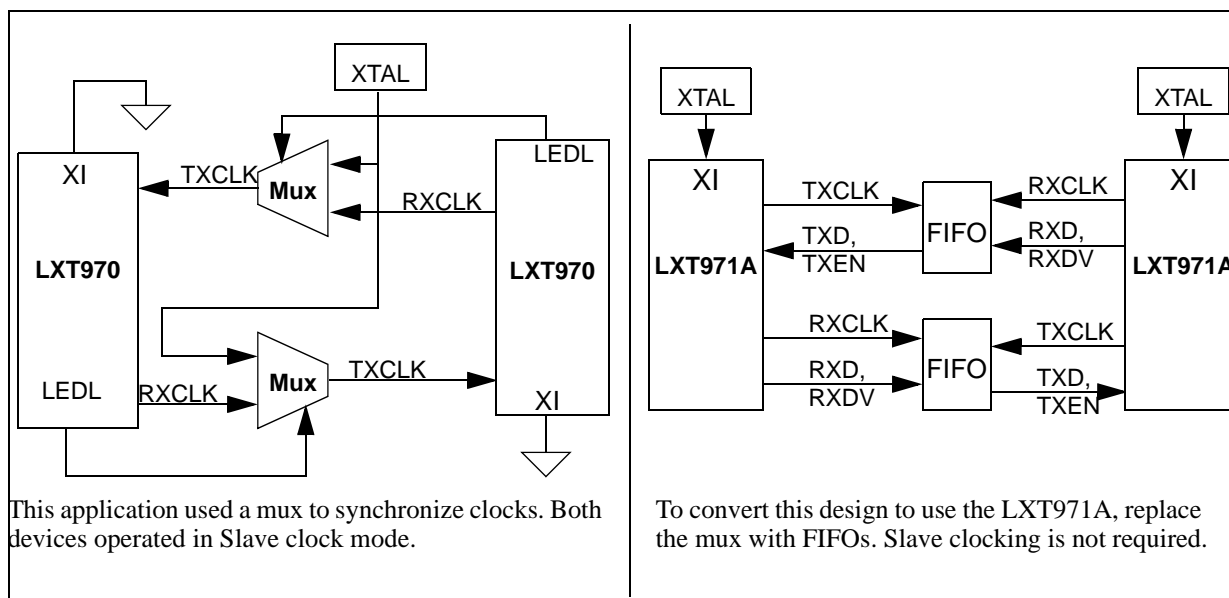 XTAL
LEDL
XI
TXCLK
Mux
RXCLK
LXT970
LXT970
Mux
TXCLK
LEDL
RXCLK
XI
This application used a mux to synchronize clocks. Both
devices operated in Slave clock mode.
XTAL
XTAL
XI
XI
TXCLK
RXCLK
FIFO
TXD,
TXEN
RXD,
RXDV
LXT971A
LXT971A
RXCLK
TXCLK
FIFO
RXD,
RXDV
TXD,
TXEN
To convert this design to use the LXT971A, replace
the mux with FIFOs. Slave clocking is not required.